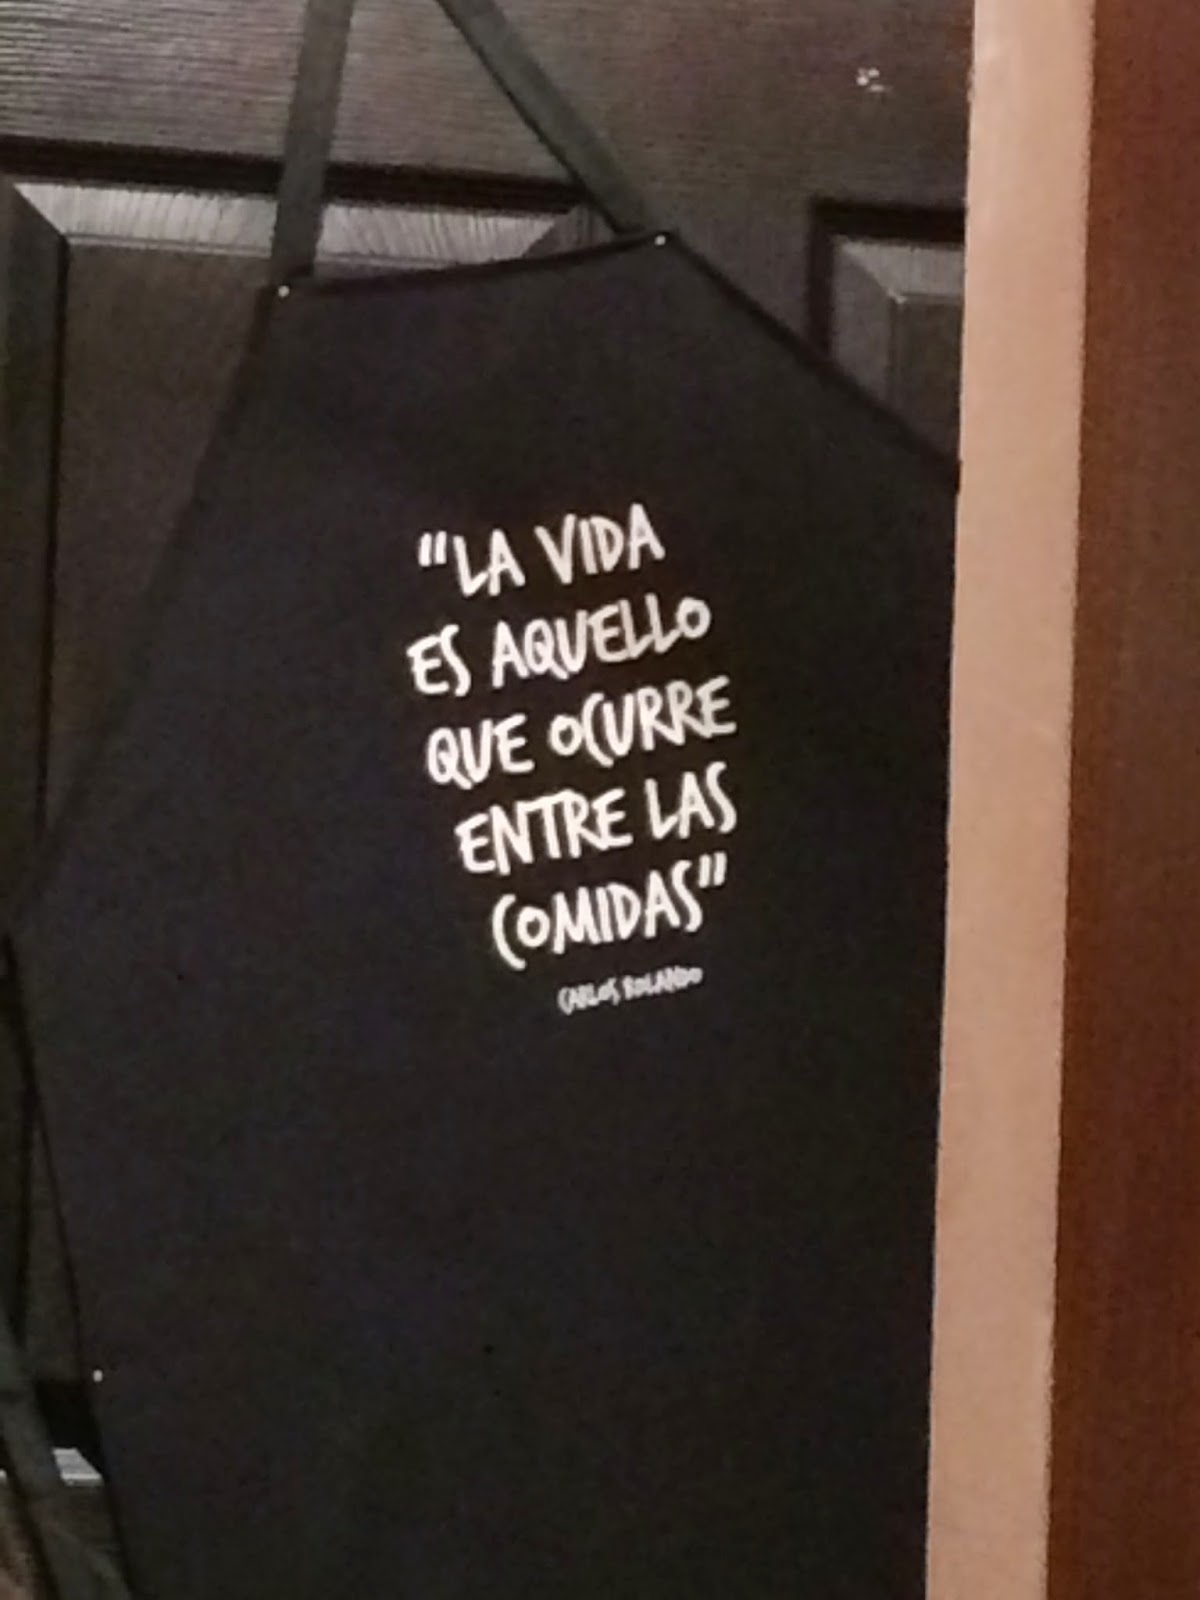 “LA VIDA
ES AQUELLO
QUE OCURRE
ENTRE LAS
COMIDAS”
CARLOS ROLANDO